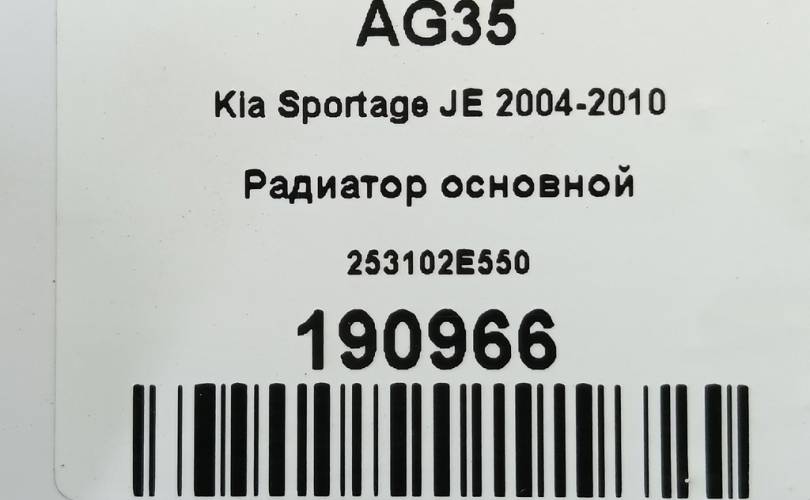 AG35
Kia Sportage JE 2004-2010
Радиатор основной
253102E550
190966